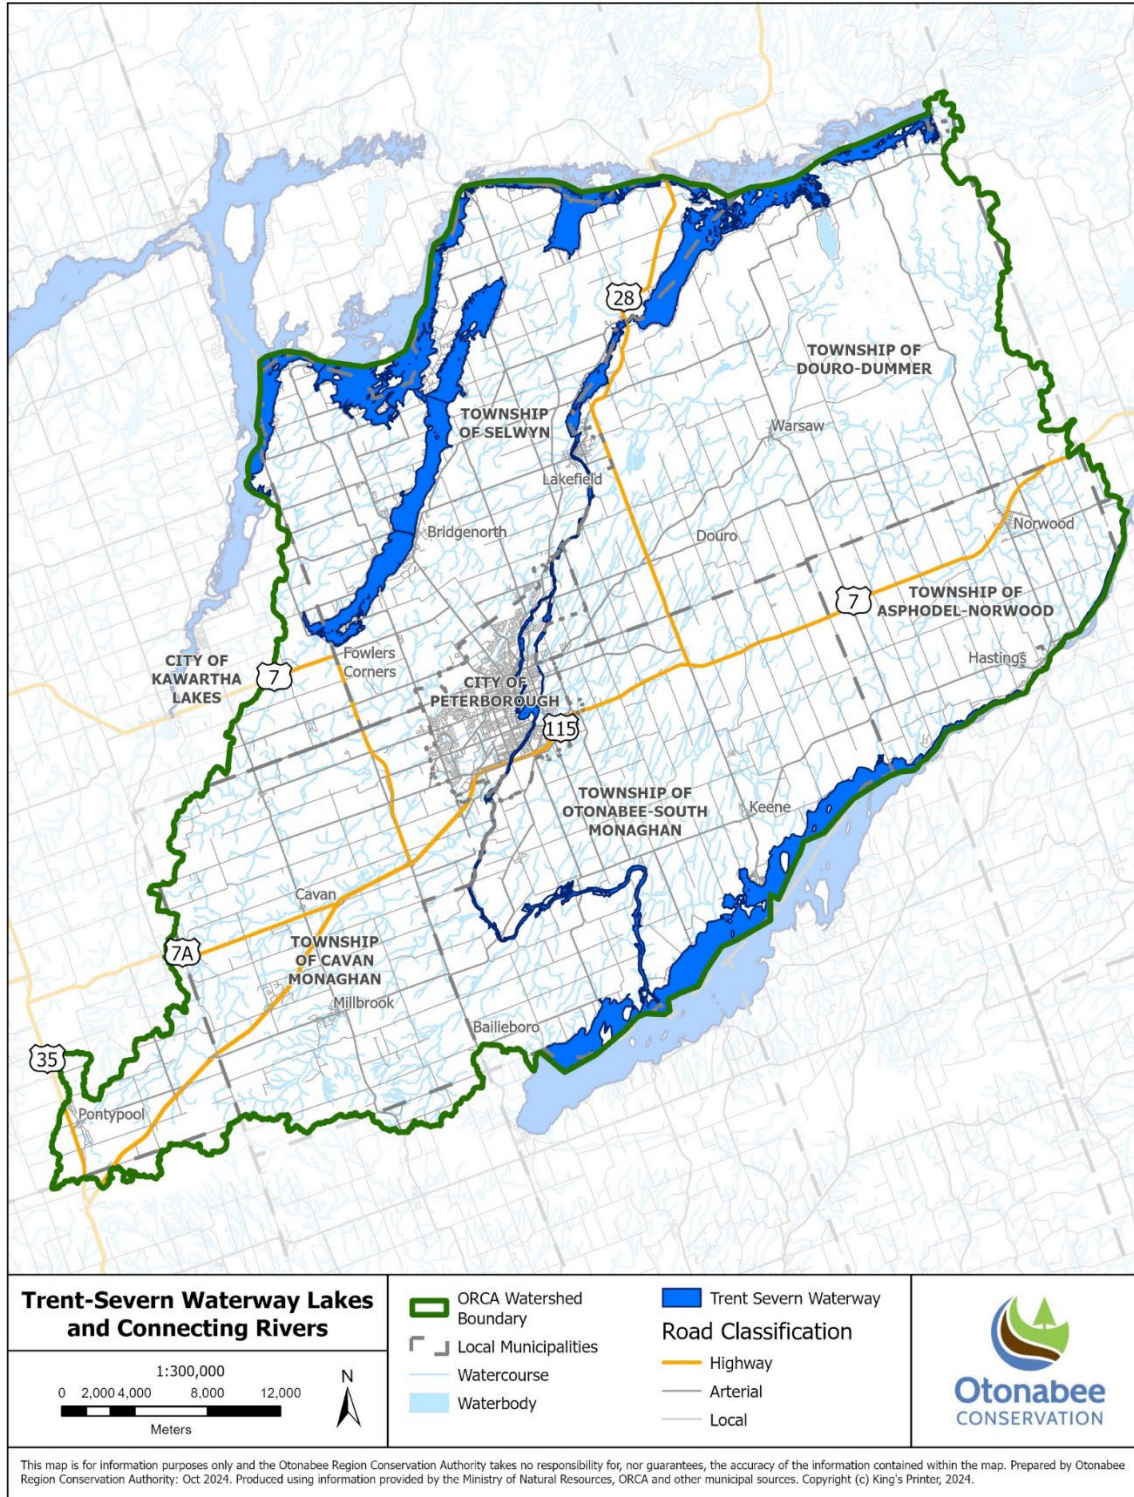 28
TOWNSHIP OF
DOURO-DUMMER
TOWNSHIP
OF SELWYN
Warsaw
Lakefield
Bridgenorth
Douro
Norwood
7
TOWNSHIP OF
ASPHODEL-NORWOOD
CITY OF
KAWARTHA
LAKES
7
Fowlers
Corners
Hastings
CITY OF
PETERBOROUGH
115
TOWNSHIP OF
OTONABEE-SOUTH
MONAGHAN
Keene
Cavan
7A
TOWNSHIP
OF CAVAN
MONAGHAN
Millbrook
Bailieboro
35
Pontypool
Trent-Severn Waterway Lakes
and Connecting Rivers
1:300,000
0 2,000 4,000 8,000 12,000
Meters
N
ORCA Watershed
Boundary
Local Municipalities
Watercourse
Waterbody
Trent Severn Waterway
Road Classification
Highway
Arterial
Local
Otonabee
CONSERVATION
This map is for information purposes only and the Otonabee Region Conservation Authority takes no responsibility for, nor guarantees, the accuracy of the information contained within the map. Prepared by Otonabee
Region Conservation Authority: Oct 2024. Produced using information provided by the Ministry of Natural Resources, ORCA and other municipal sources. Copyright (c) King's Printer, 2024.